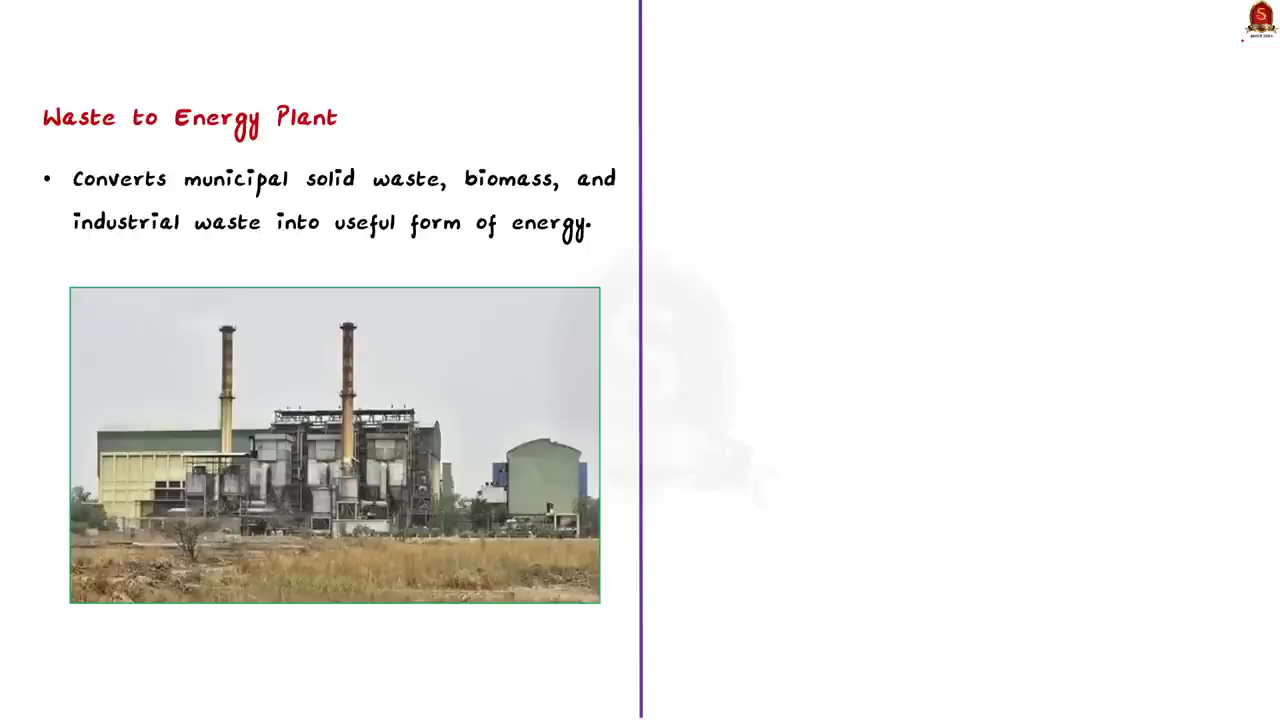 Waste to Energy Plant
• Converts municipal solid waste, biomass, and
industrial waste into useful form of energy.
S